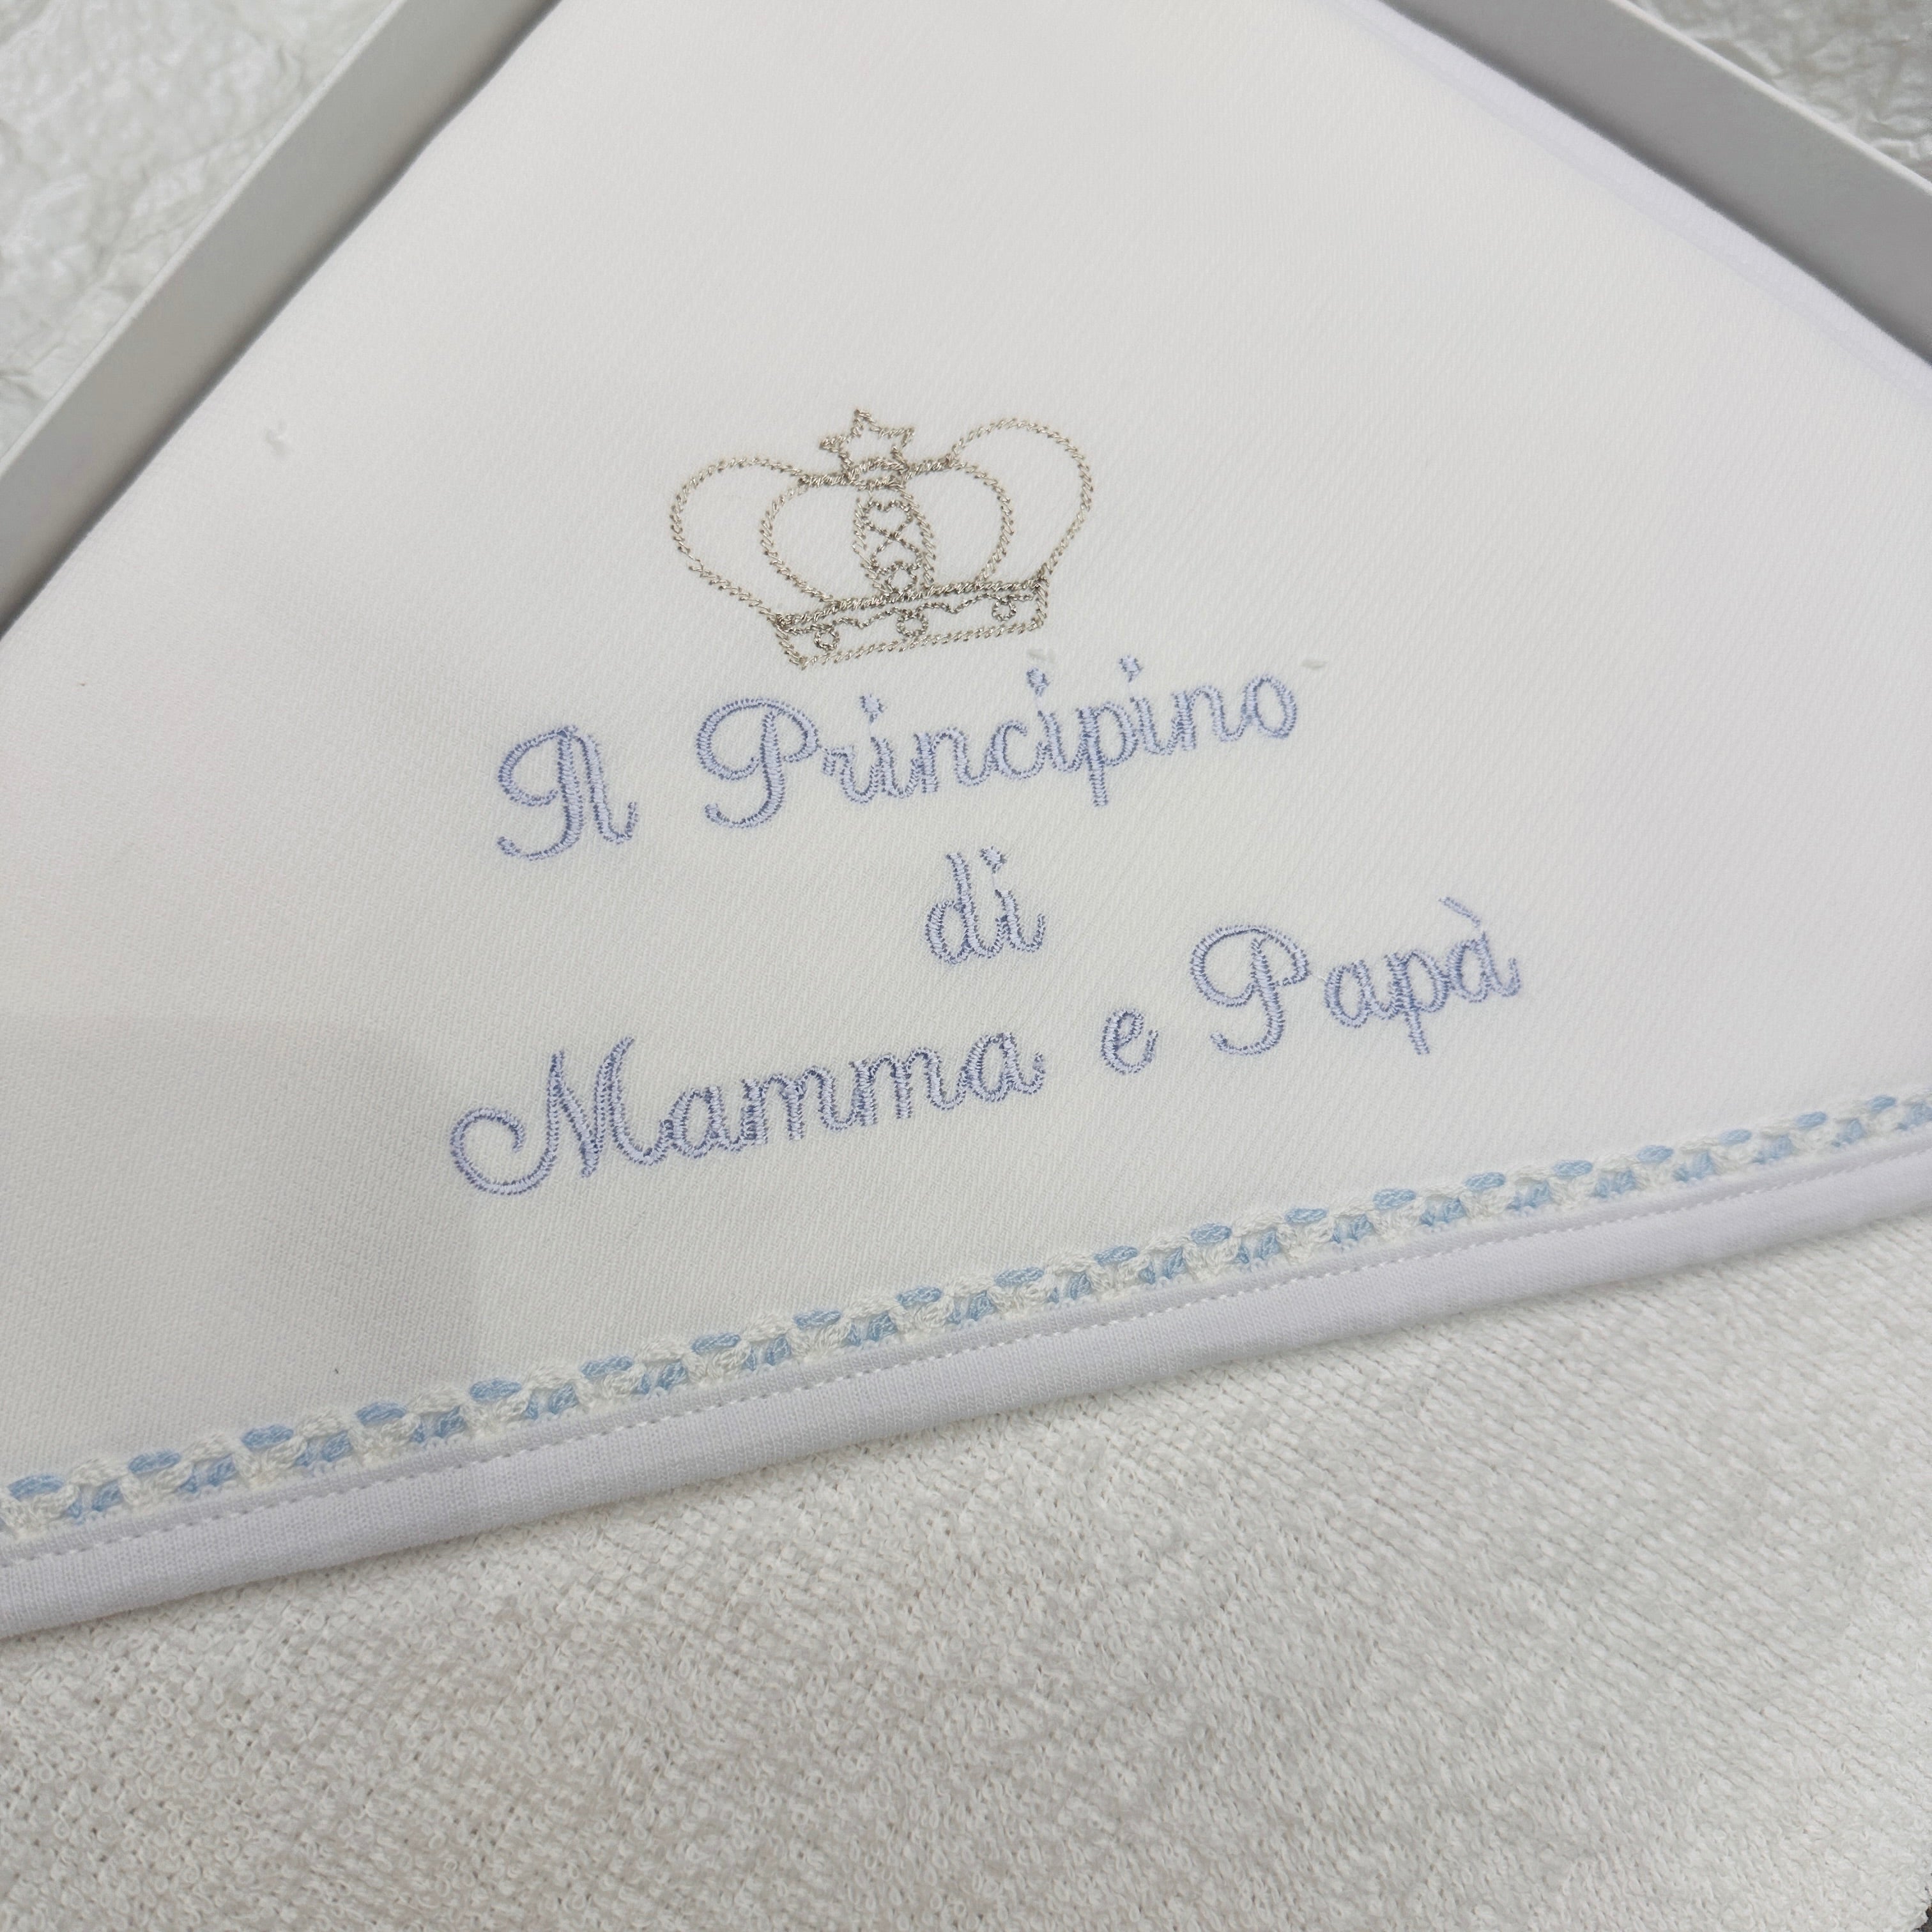 Il Principino
di
Mamma e Papà